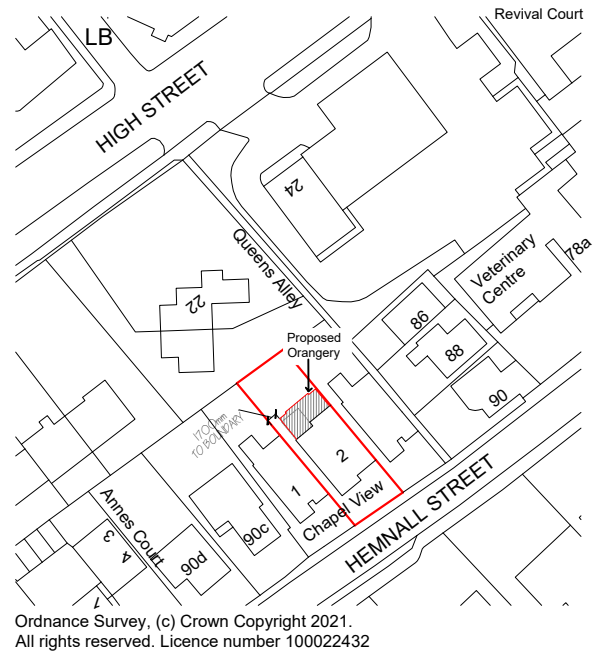 Revival Court
LB
HIGH STREET
24
Queens Alley
Veterinary
Centre
78a
22
86
88
90
Proposed
Orangery
1700mm
TO BOUNDARY
2
1
Chapel View
HEMNALL STREET
90c
90d
Annes Court
3
4
Ordnance Survey, (c) Crown Copyright 2021.
All rights reserved. Licence number 100022432